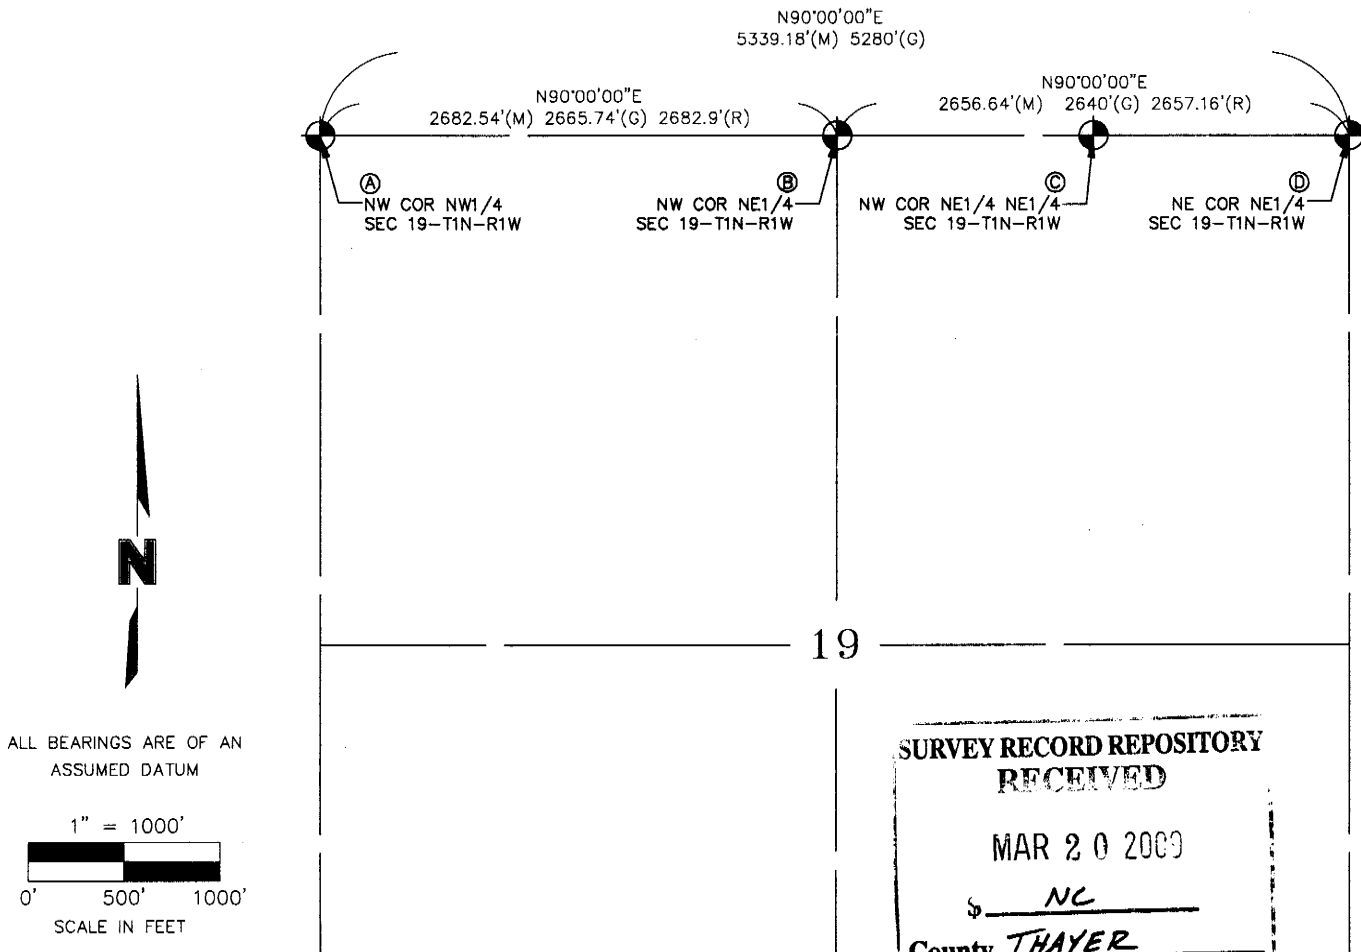 N90°00'00"E
5339.18'(M) 5280'(G)
N90°00'00"E
2682.54'(M) 2665.74'(G) 2682.9'(R)
N90°00'00"E
2656.64'(M) 2640'(G) 2657.16'(R)
A
NW COR NW1/4
SEC 19-T1N-R1W
B
NW COR NE1/4
SEC 19-T1N-R1W
C
NW COR NE1/4 NE1/4
SEC 19-T1N-R1W
D
NE COR NE1/4
SEC 19-T1N-R1W
N
19
ALL BEARINGS ARE OF AN
ASSUMED DATUM
1" = 1000'
0' 500' 1000'
SCALE IN FEET
SURVEY RECORD REPOSITORY
RECEIVED
MAR 20
$ NC
County THAYER